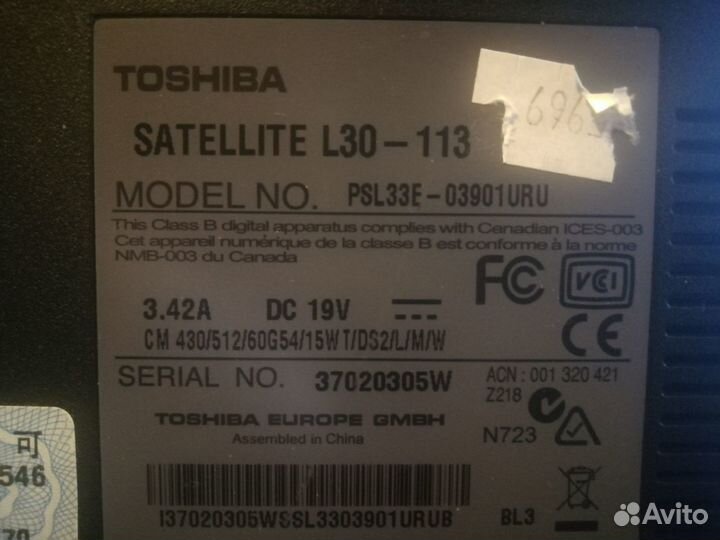 TOSHIBA
SATELLITE L30-113
MODEL NO. PSL33E-03901URU
This Class B digital apparatus complies with Canadian ICES-003
Cet appareil numérique de la classe B est conforme à la norme
NMB-003 du Canada
FC VCI
3.42A DC 19V
CE
CM 430/512/60G54/15WT/DS2/L/M/W
SERIAL NO. 37020305W
ACN : 001 320 421
Z218
N723
TOSHIBA EUROPE GMBH
Assembled in China
I37020305WSSL3303901URUB
BL3
可
546
Avito